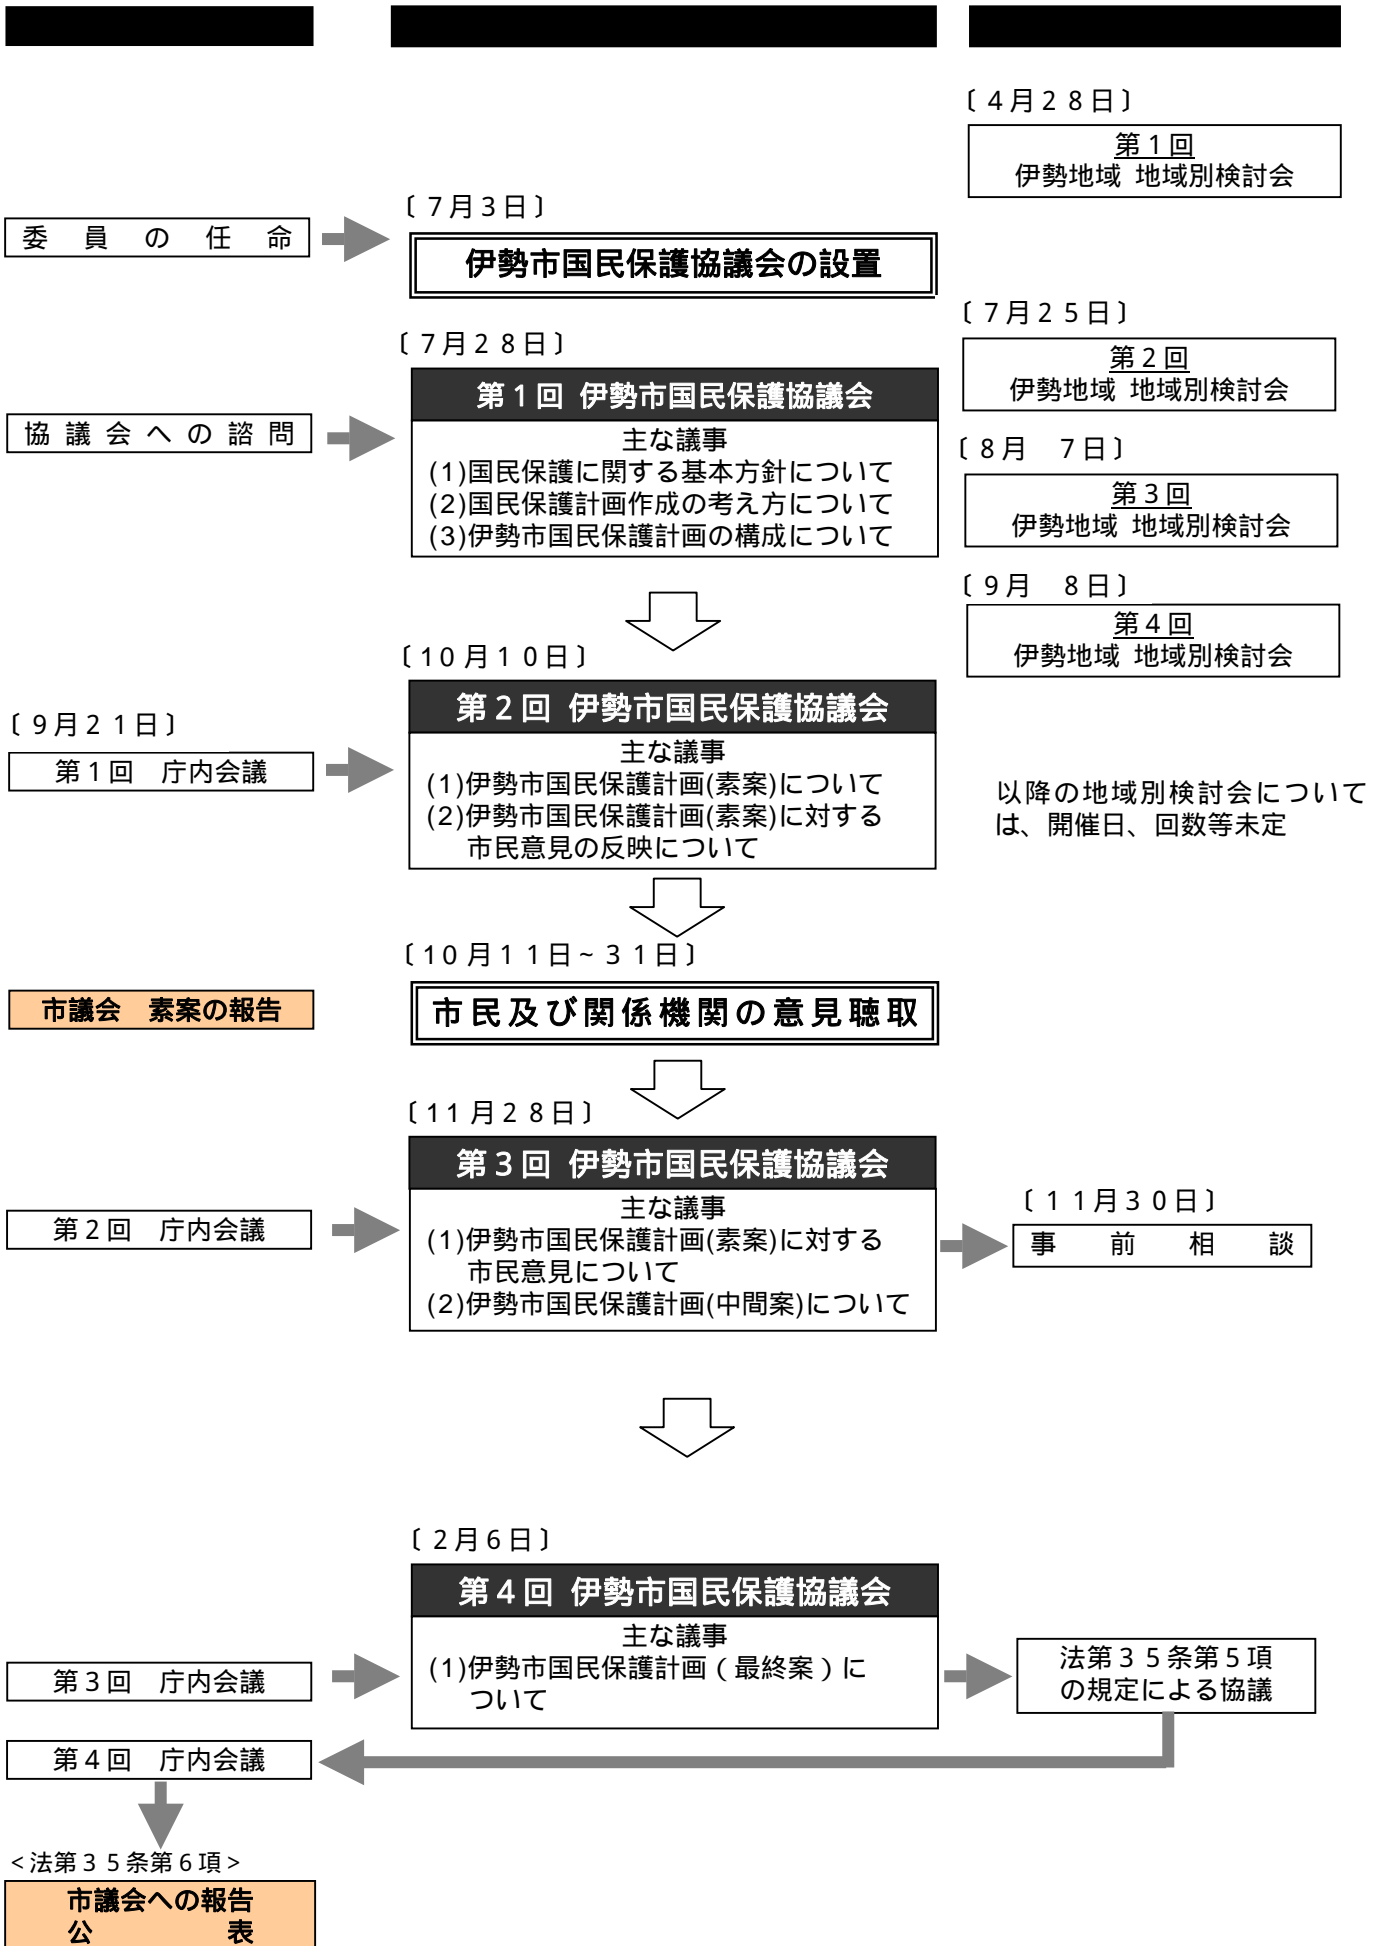 〔４月２８日〕
第１回
伊勢地域 地域別検討会
〔７月３日〕
委員の任命
伊勢市国民保護協議会の設置
〔７月２５日〕
第２回
伊勢地域 地域別検討会
〔７月２８日〕
第１回 伊勢市国民保護協議会
協議会への諮問
主な議事
(1)国民保護に関する基本方針について
(2)国民保護計画作成の考え方について
(3)伊勢市国民保護計画の構成について
〔８月　７日〕
第３回
伊勢地域 地域別検討会
〔９月　８日〕
第４回
伊勢地域 地域別検討会
〔10月１０日〕
第２回 伊勢市国民保護協議会
〔９月２１日〕
第１回　庁内会議
主な議事
(1)伊勢市国民保護計画(素案)について
(2)伊勢市国民保護計画(素案)に対する
市民意見の反映について
以降の地域別検討会について
は、開催日、回数等未定
〔10月１１日~３１日〕
市議会　素案の報告
市民及び関係機関の意見聴取
〔11月２８日〕
第３回 伊勢市国民保護協議会
第２回　庁内会議
主な議事
(1)伊勢市国民保護計画(素案)に対する
市民意見について
(2)伊勢市国民保護計画(中間案)について
〔１１月３０日〕
事前相談
〔２月６日〕
第４回 伊勢市国民保護協議会
第３回　庁内会議
主な議事
(1)伊勢市国民保護計画（最終案）に
ついて
法第３５条第５項
の規定による協議
第４回　庁内会議
<法第３５条第６項>
市議会への報告
公　　　　　表